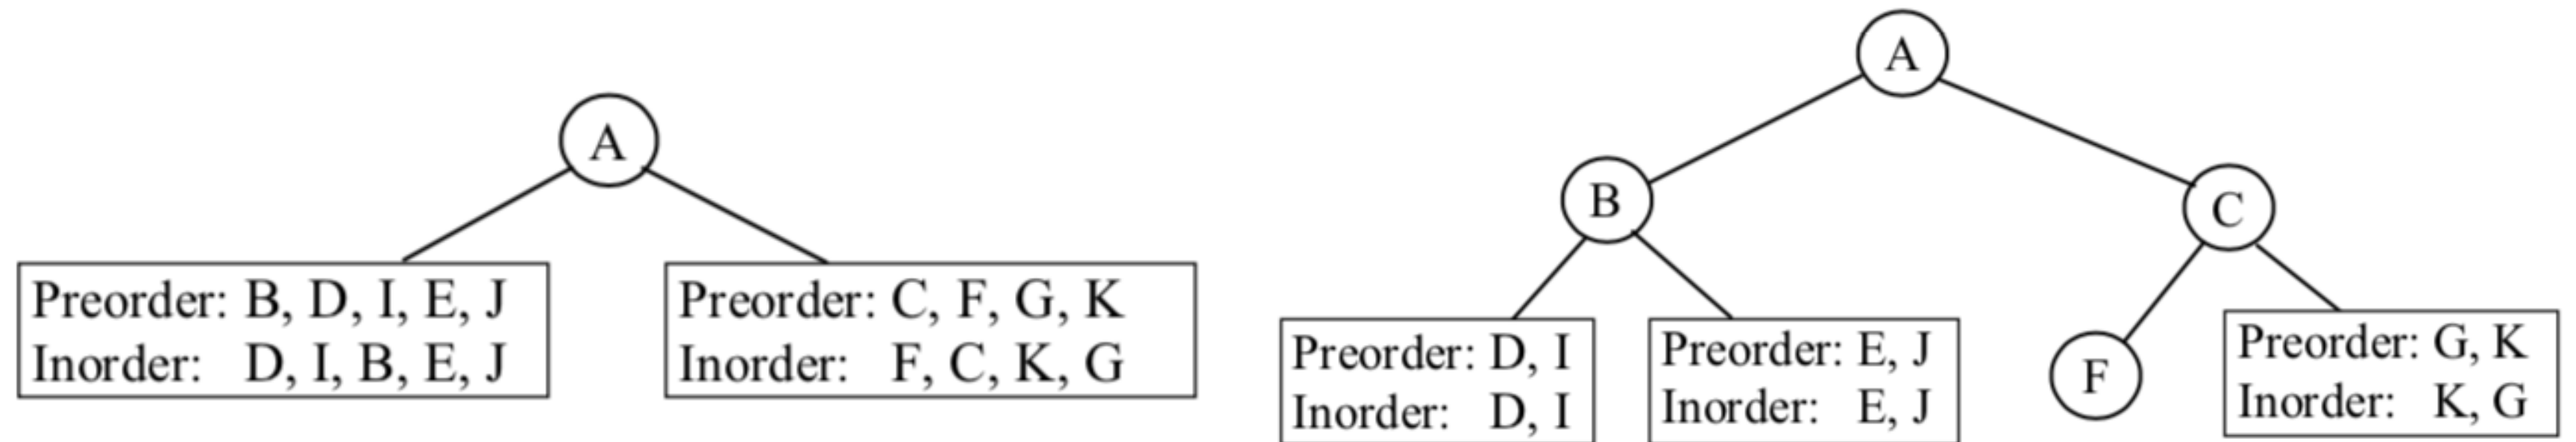 A
Preorder: B, D, I, E, J
Inorder: D, I, B, E, J
Preorder: C, F, G, K
Inorder: F, C, K, G
A
B
C
Preorder: D, I
Inorder: D, I
Preorder: E, J
Inorder: E, J
F
Preorder: G, K
Inorder: K, G